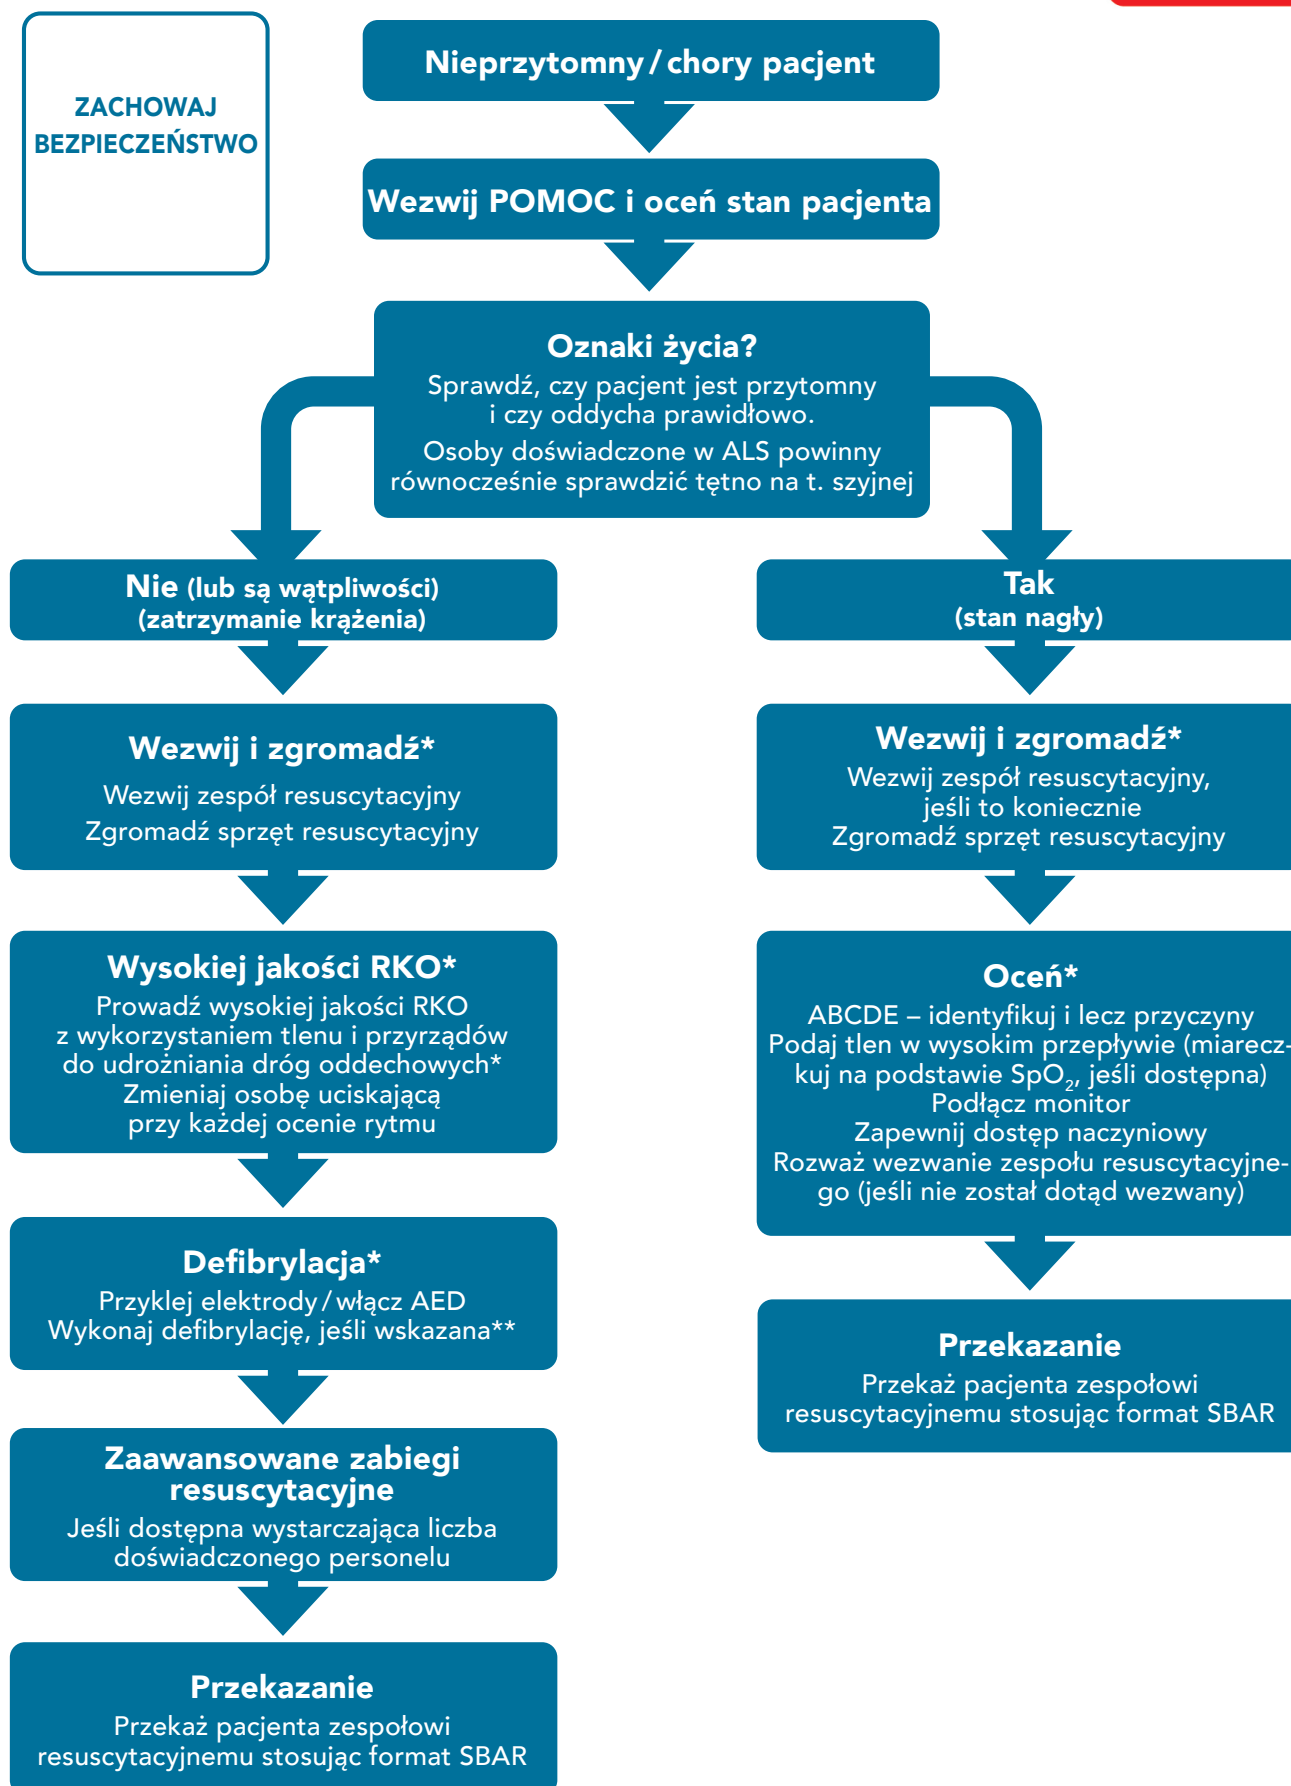 ZACHOWAJ
BEZPIECZEŃSTWO
Nieprzytomny / chory pacjent
Wezwij POMOC i oceń stan pacjenta
Oznaki życia?
Sprawdź, czy pacjent jest przytomny
i czy oddycha prawidłowo.
Osoby doświadczone w ALS powinny
równocześnie sprawdzić tętno na t. szyjnej
Nie (lub są wątpliwości)
(zatrzymanie krążenia)
Wezwij i zgromadź*
Wezwij zespół resuscytacyjny
Zgromadź sprzęt resuscytacyjny
Wysokiej jakości RKO*
Prowadź wysokiej jakości RKO
z wykorzystaniem tlenu i przyrządów
do udrożniania dróg oddechowych*
Zmieniaj osobę uciskającą
przy każdej ocenie rytmu
Defibrylacja*
Przyklej elektrody / włącz AED
Wykonaj defibrylację, jeśli wskazana**
Zaawansowane zabiegi
resuscytacyjne
Jeśli dostępna wystarczająca liczba
doświadczonego personelu
Przekazanie
Przekaż pacjenta zespołowi
resuscytacyjnemu stosując format SBAR
Tak
(stan nagły)
Wezwij i zgromadź*
Wezwij zespół resuscytacyjny,
jeśli to koniecznie
Zgromadź sprzęt resuscytacyjny
Oceń*
ABCDE – identyfikuj i lecz przyczyny
Podaj tlen w wysokim przepływie (miarecz-
kuj na podstawie SpO₂, jeśli dostępna)
Podłącz monitor
Zapewnij dostęp naczyniowy
Rozważ wezwanie zespołu resuscytacyjne-
go (jeśli nie został dotąd wezwany)
Przekazanie
Przekaż pacjenta zespołowi
resuscytacyjnemu stosując format SBAR